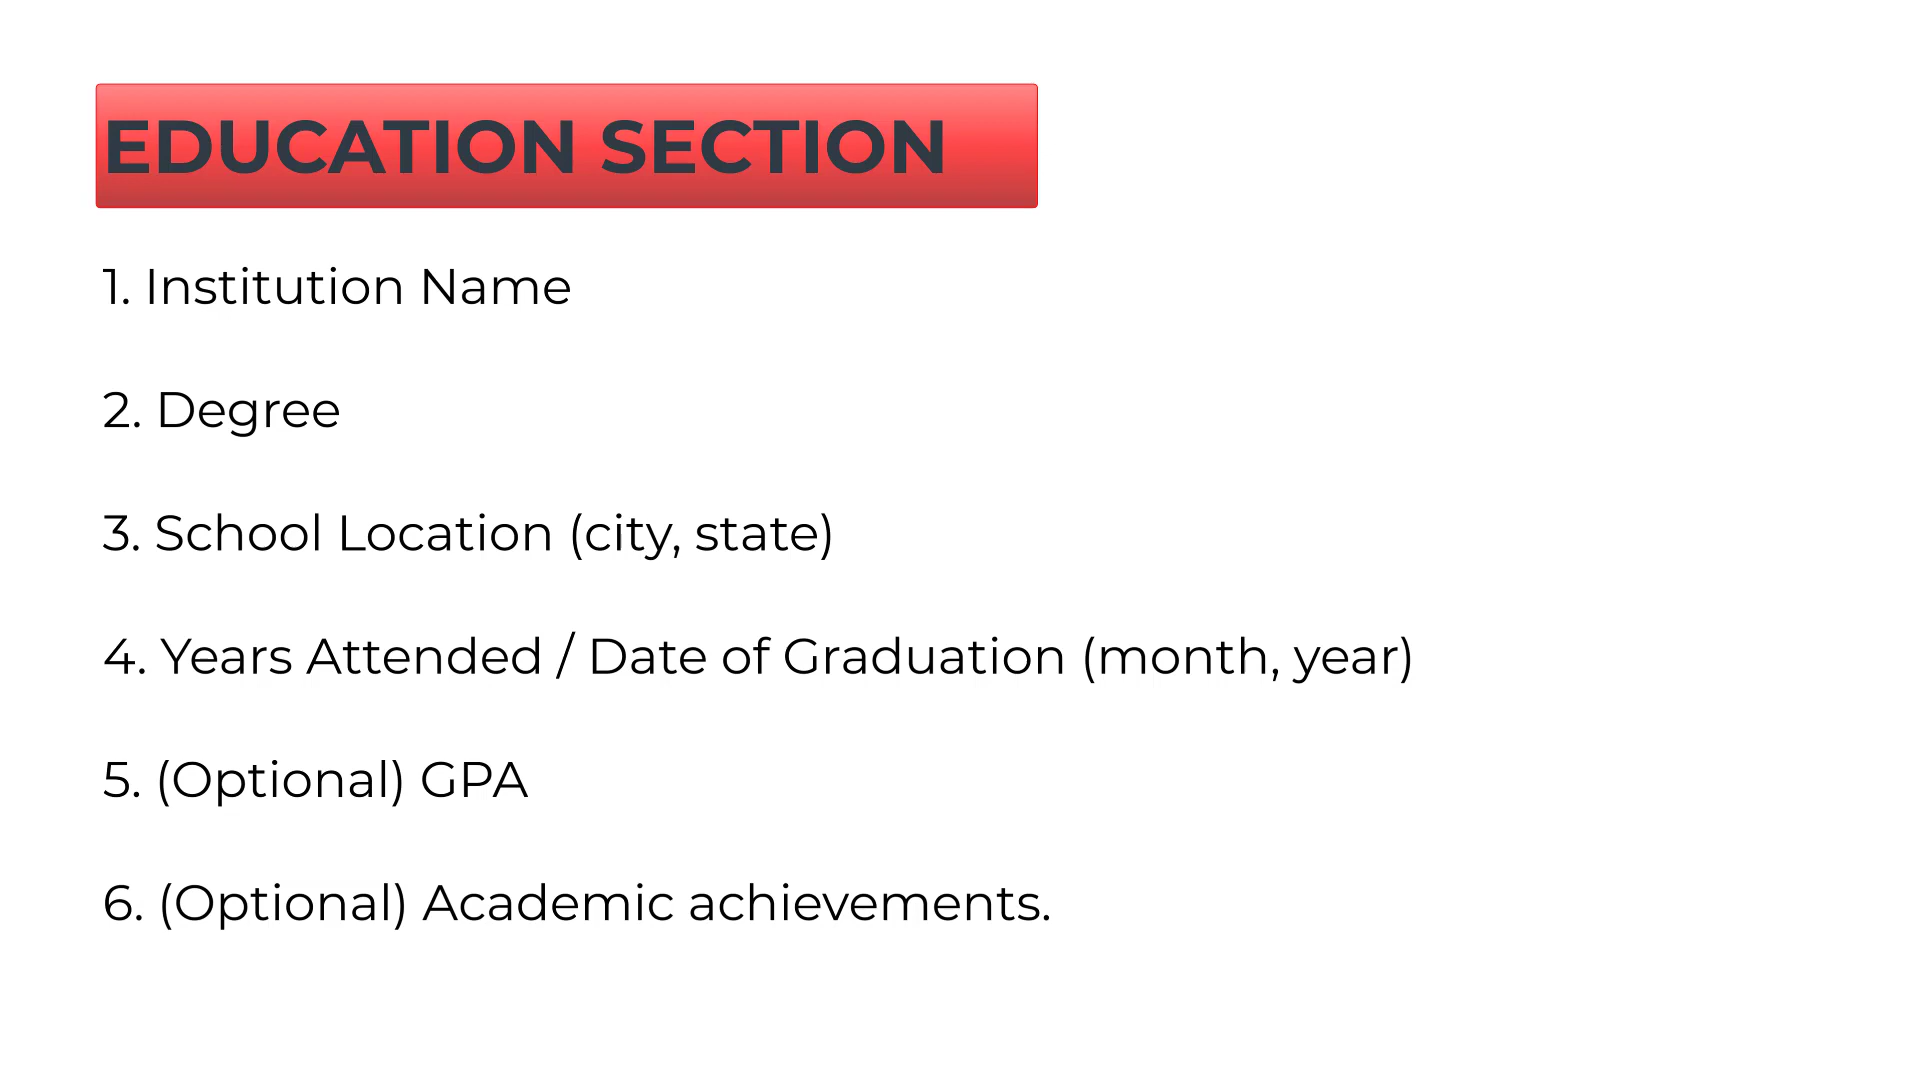 EDUCATION SECTION
1. Institution Name
2. Degree
3. School Location (city, state)
4. Years Attended / Date of Graduation (month, year)
5. (Optional) GPA
6. (Optional) Academic achievements.